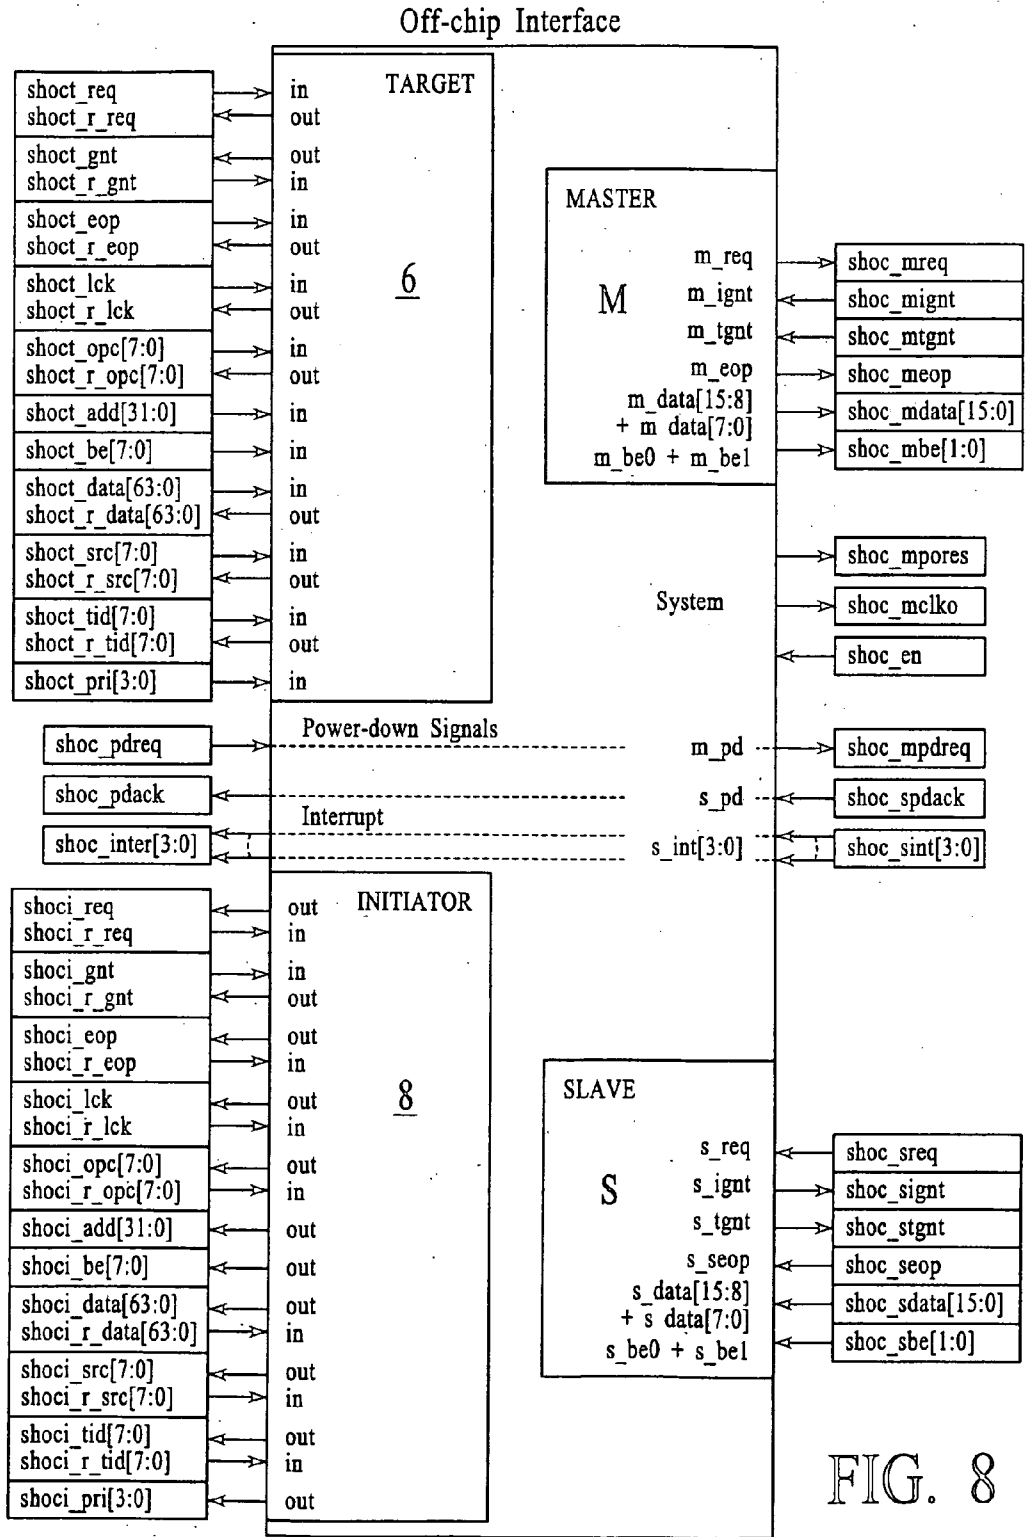 Off-chip Interface
TARGET
shoct_req in
shoct_r_req out
shoct_gnt out
shoct_r_gnt in
shoct_eop in
shoct_r_eop out
shoct_lck in
shoct_r_lck out
6
shoct_opc[7:0] in
shoct_r_opc[7:0] out
shoct_add[31:0] in
shoct_be[7:0] in
shoct_data[63:0] in
shoct_r_data[63:0] out
shoct_src[7:0] in
shoct_r_src[7:0] out
shoct_tid[7:0] in
shoct_r_tid[7:0] out
shoct_pri[3:0] in
MASTER
M
m_req shoc_mreq
m_ignt shoc_mignt
m_tgnt shoc_mtgnt
m_eop shoc_meop
m_data[15:8]
+ m data[7:0] shoc_mdata[15:0]
m_be0 + m_be1 shoc_mbe[1:0]
System
shoc_mpores
shoc_mclko
shoc_en
Power-down Signals
shoc_pdreq m_pd shoc_mpdreq
shoc_pdack s_pd shoc_spdack
Interrupt
shoc_inter[3:0] s_int[3:0] shoc_sint[3:0]
INITIATOR
shoci_req out
shoci_r_req in
shoci_gnt in
shoci_r_gnt out
shoci_eop out
shoci_r_eop in
8
shoci_lck out
shoci_r_lck in
shoci_opc[7:0] out
shoci_r_opc[7:0] in
shoci_add[31:0] out
shoci_be[7:0] out
shoci_data[63:0] out
shoci_r_data[63:0] in
shoci_src[7:0] out
shoci_r_src[7:0] in
shoci_tid[7:0] out
shoci_r_tid[7:0] in
shoci_pri[3:0] out
SLAVE
S
s_req shoc_sreq
s_ignt shoc_signt
s_tgnt shoc_stgnt
s_seop shoc_seop
s_data[15:8]
+ s data[7:0] shoc_sdata[15:0]
s_be0 + s_be1 shoc_sbe[1:0]
FIG. 8